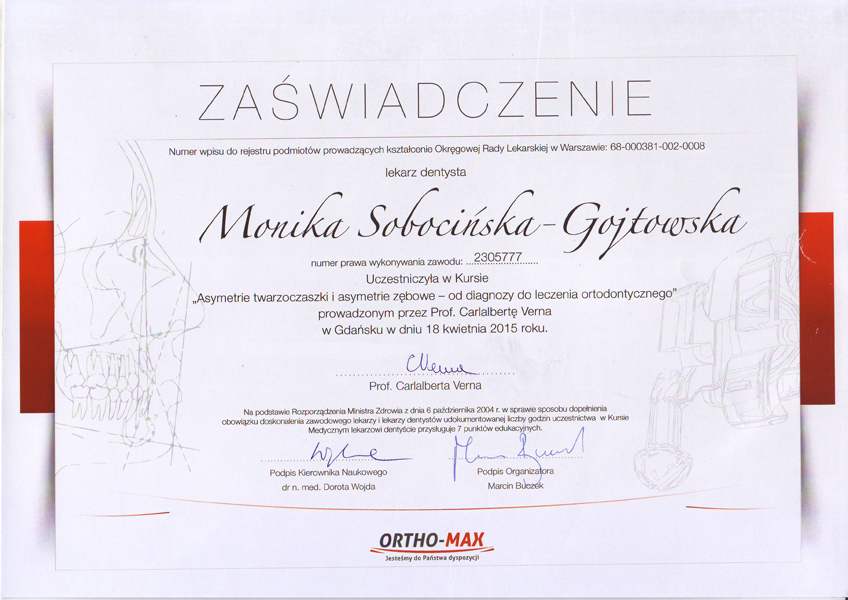 ZAŚWIADCZENIE
Numer wpisu do rejestru podmiotów prowadzących kształcenie Okręgowej Rady Lekarskiej w Warszawie: 68-000381-002-0008
lekarz dentysta
Monika Sobocińska-Gojtowska
numer prawa wykonywania zawodu: 2305777
Uczestniczyła w Kursie
„Asymetrie twarzoczaszki i asymetrie zębowe – od diagnozy do leczenia ortodontycznego”
prowadzonym przez Prof. Carlalbertę Verna
w Gdańsku w dniu 18 kwietnia 2015 roku.
CVerna
Prof. Carlalberta Verna
Na podstawie Rozporządzenia Ministra Zdrowia z dnia 6 października 2004 r. w sprawie sposobu dopełnienia
obowiązku doskonalenia zawodowego lekarzy i lekarzy dentystów udokumentowanej liczby godzin uczestnictwa w Kursie
Medycznym lekarzowi dentyście przysługuje 7 punktów edukacyjnych.
Podpis Kierownika Naukowego
dr n. med. Dorota Wojda
Podpis Organizatora
Marcin Buczek
ORTHO-MAX
Jesteśmy do Państwa dyspozycji